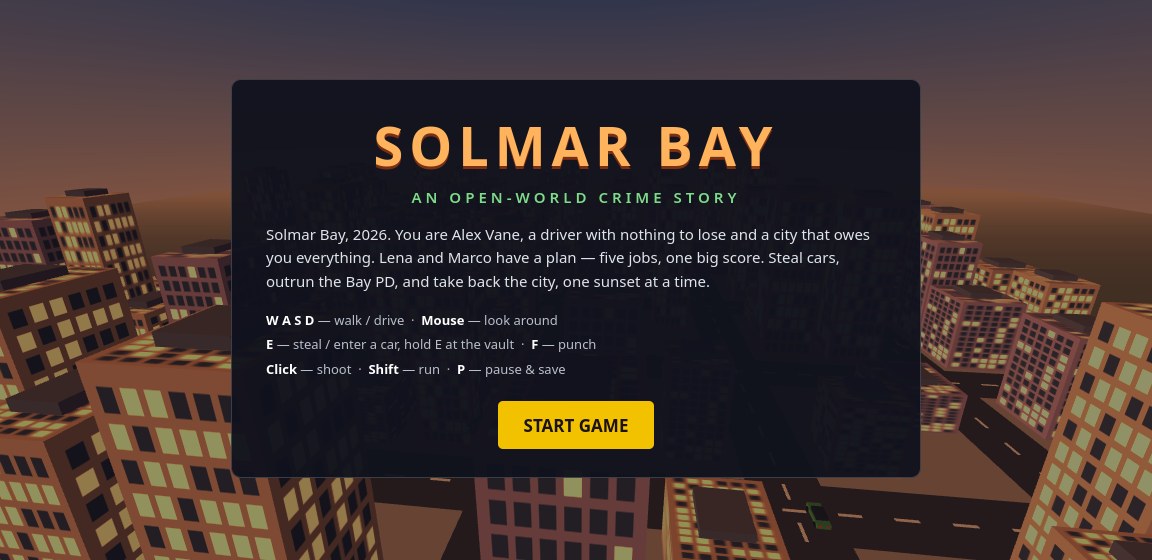 SOLMAR BAY
AN OPEN-WORLD CRIME STORY
Solmar Bay, 2026. You are Alex Vane, a driver with nothing to lose and a city that owes
you everything. Lena and Marco have a plan — five jobs, one big score. Steal cars,
outrun the Bay PD, and take back the city, one sunset at a time.
W A S D — walk / drive · Mouse — look around
E — steal / enter a car, hold E at the vault · F — punch
Click — shoot · Shift — run · P — pause & save
START GAME